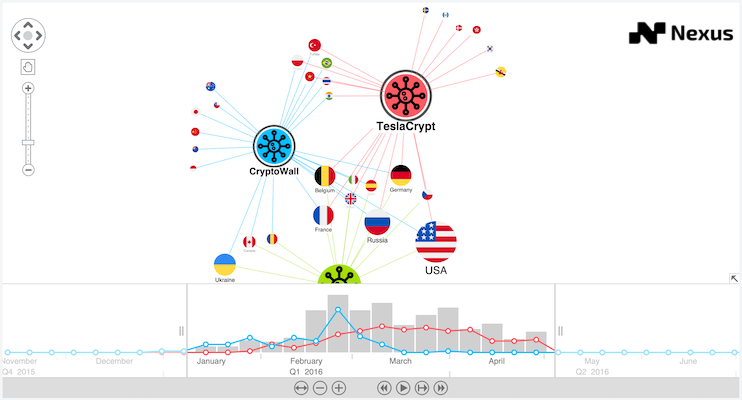 Nexus
TeslaCrypt
CryptoWall
Belgium
Germany
France
Russia
USA
Ukraine
November
December
January
February
March
April
May
June
Q4 2015
Q1 2016
Q2 2016